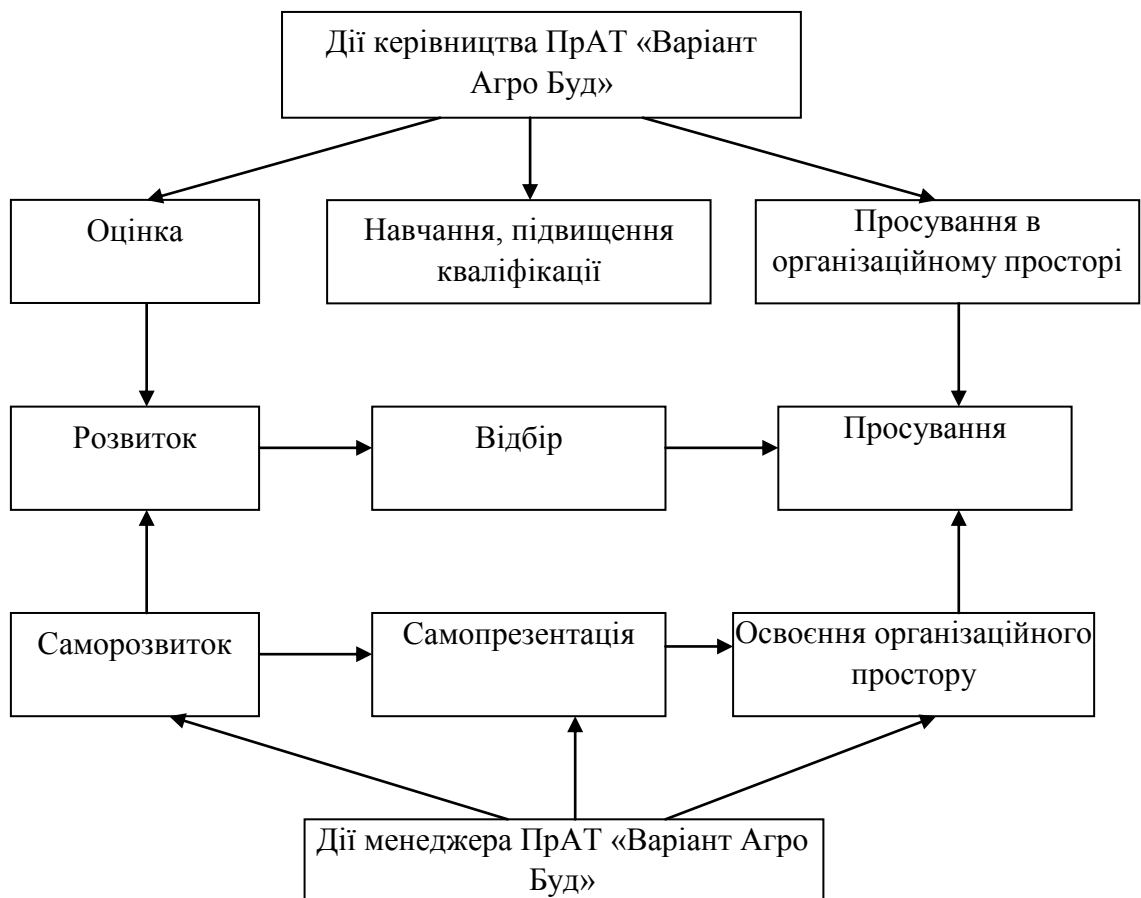 Дії керівництва ПрАТ «Варіант
Агро Буд»
Оцінка
Навчання, підвищення
кваліфікації
Просування в
організаційному просторі
Розвиток
Відбір
Просування
Саморозвиток
Самопрезентація
Освоєння організаційного
простору
Дії менеджера ПрАТ «Варіант Агро
Буд»